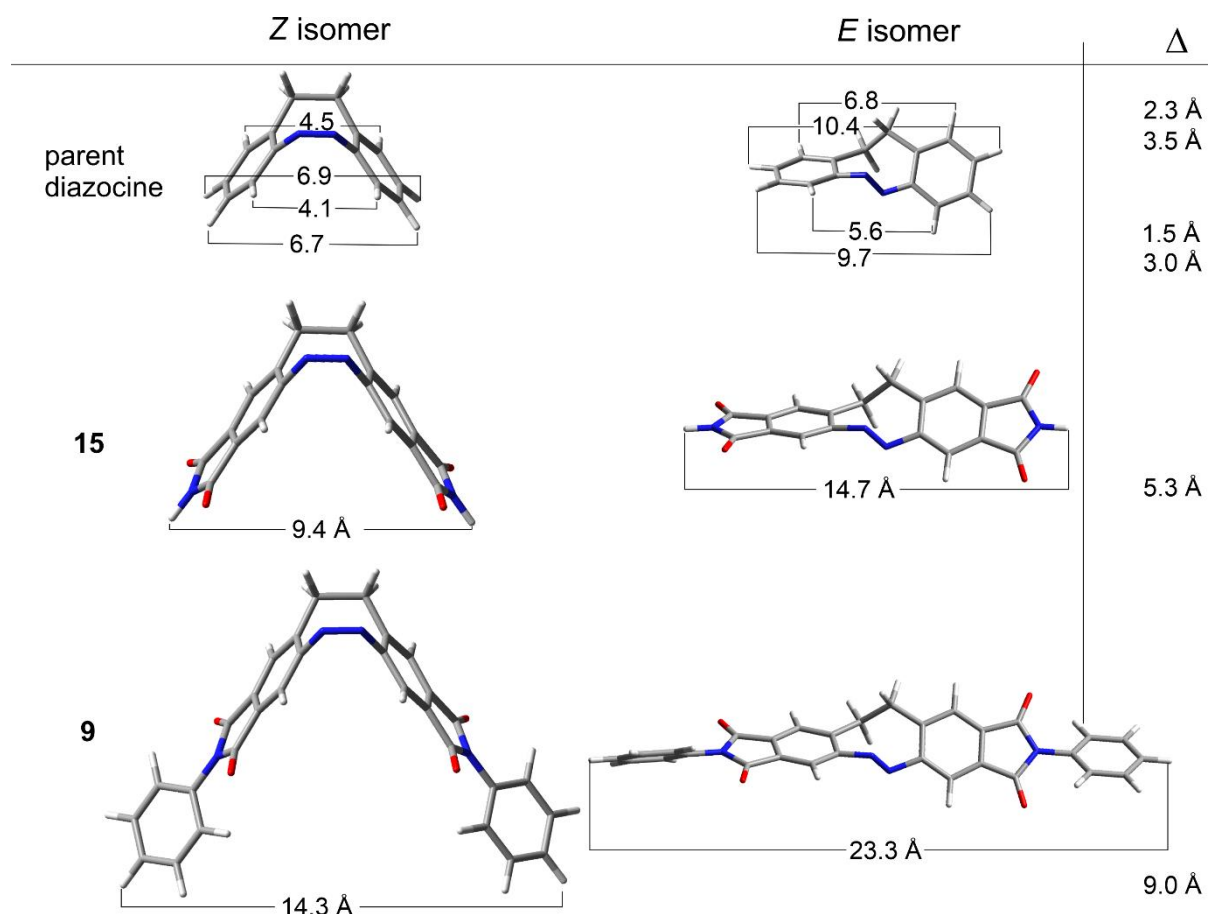 Z isomer E isomer Δ
parent
diazocine
4.5
6.9
4.1
6.7
6.8
10.4
5.6
9.7
2.3 Å
3.5 Å
1.5 Å
3.0 Å
15
9.4 Å
14.7 Å
5.3 Å
9
14.3 Å
23.3 Å
9.0 Å